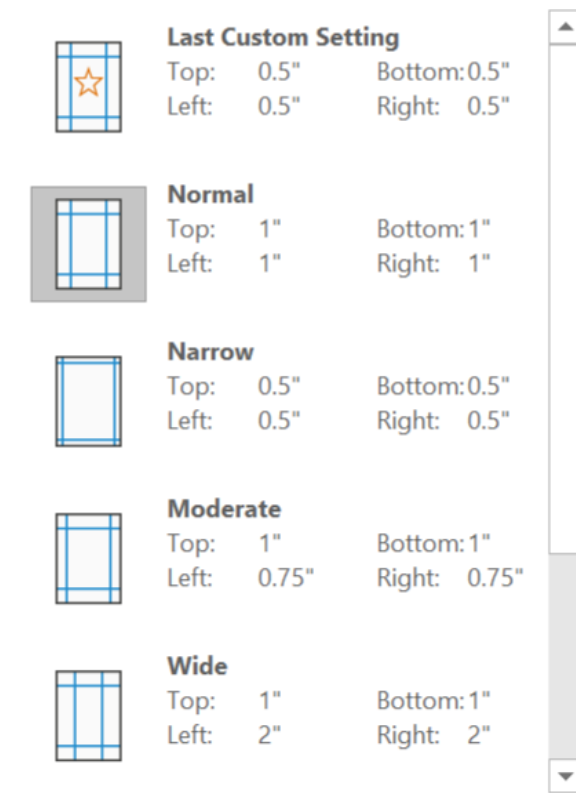 Last Custom Setting
Top: 0.5" Bottom: 0.5"
Left: 0.5" Right: 0.5"
Normal
Top: 1" Bottom: 1"
Left: 1" Right: 1"
Narrow
Top: 0.5" Bottom: 0.5"
Left: 0.5" Right: 0.5"
Moderate
Top: 1" Bottom: 1"
Left: 0.75" Right: 0.75"
Wide
Top: 1" Bottom: 1"
Left: 2" Right: 2"